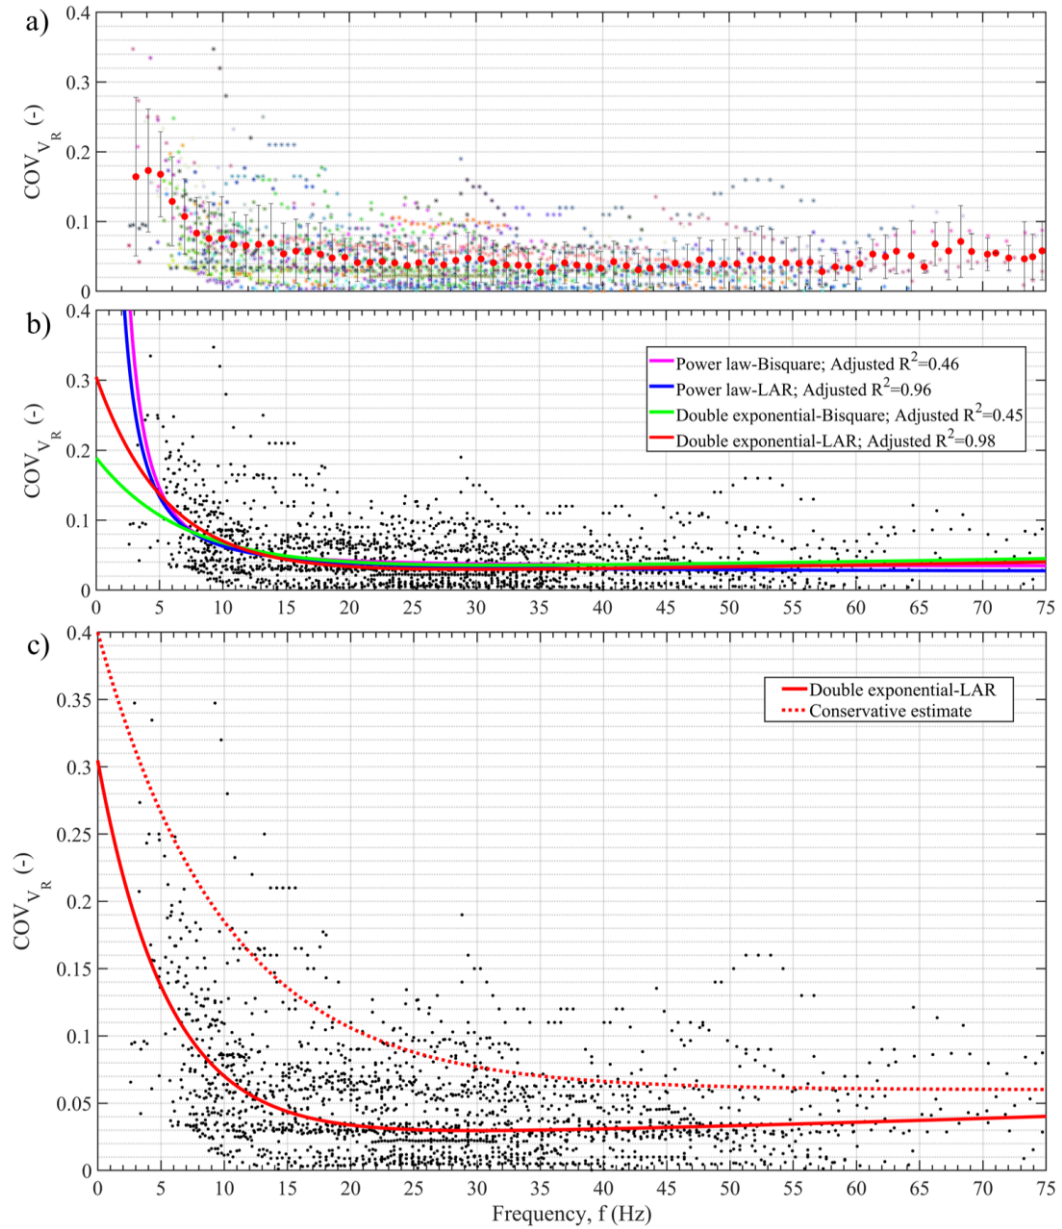 a)
0.4
0.3
0.2
0.1
0
COV_{V_R} (-)
b)
0.4
0.3
0.2
0.1
0
COV_{V_R} (-)
Power law-Bisquare; Adjusted R²=0.46
Power law-LAR; Adjusted R²=0.96
Double exponential-Bisquare; Adjusted R²=0.45
Double exponential-LAR; Adjusted R²=0.98
0 5 10 15 20 25 30 35 40 45 50 55 60 65 70 75
c)
0.4
0.35
0.3
0.25
0.2
0.15
0.1
0.05
0
COV_{V_R} (-)
Double exponential-LAR
Conservative estimate
0 5 10 15 20 25 30 35 40 45 50 55 60 65 70 75
Frequency, f (Hz)